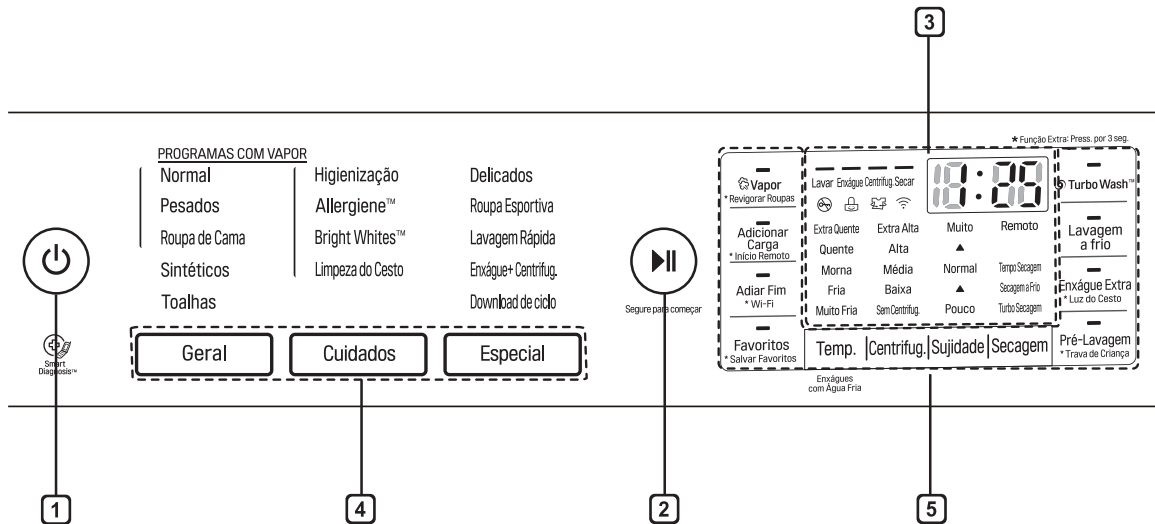 3
* Função Extra: Press. por 3 seg.
PROGRAMAS COM VAPOR
Normal
Pesados
Roupa de Cama
Sintéticos
Toalhas
Higienização
Allergiene™
Bright Whites™
Limpeza do Cesto
Delicados
Roupa Esportiva
Lavagem Rápida
Enxágue+ Centrifug.
Download de ciclo
Smart
Diagnosis™
Geral
Cuidados
Especial
Segure para começar
Vapor
* Revigorar Roupas
Adicionar
Carga
* Início Remoto
Adiar Fim
* Wi-Fi
Favoritos
* Salvar Favoritos
Lavar Enxágue Centrifug. Secar
1:25
Extra Quente
Quente
Morna
Fria
Muito Fria
Extra Alta
Alta
Média
Baixa
Sem Centrifug.
Muito
▲
Normal
▲
Pouco
Remoto
Tempo Secagem
Secagem a Frio
Turbo Secagem
Turbo Wash™
Lavagem
a frio
Enxágue Extra
* Luz do Cesto
Pré-Lavagem
* Trava de Criança
Temp.
Centrifug.
Sujidade
Secagem
Enxágues
com Água Fria
1
4
2
5